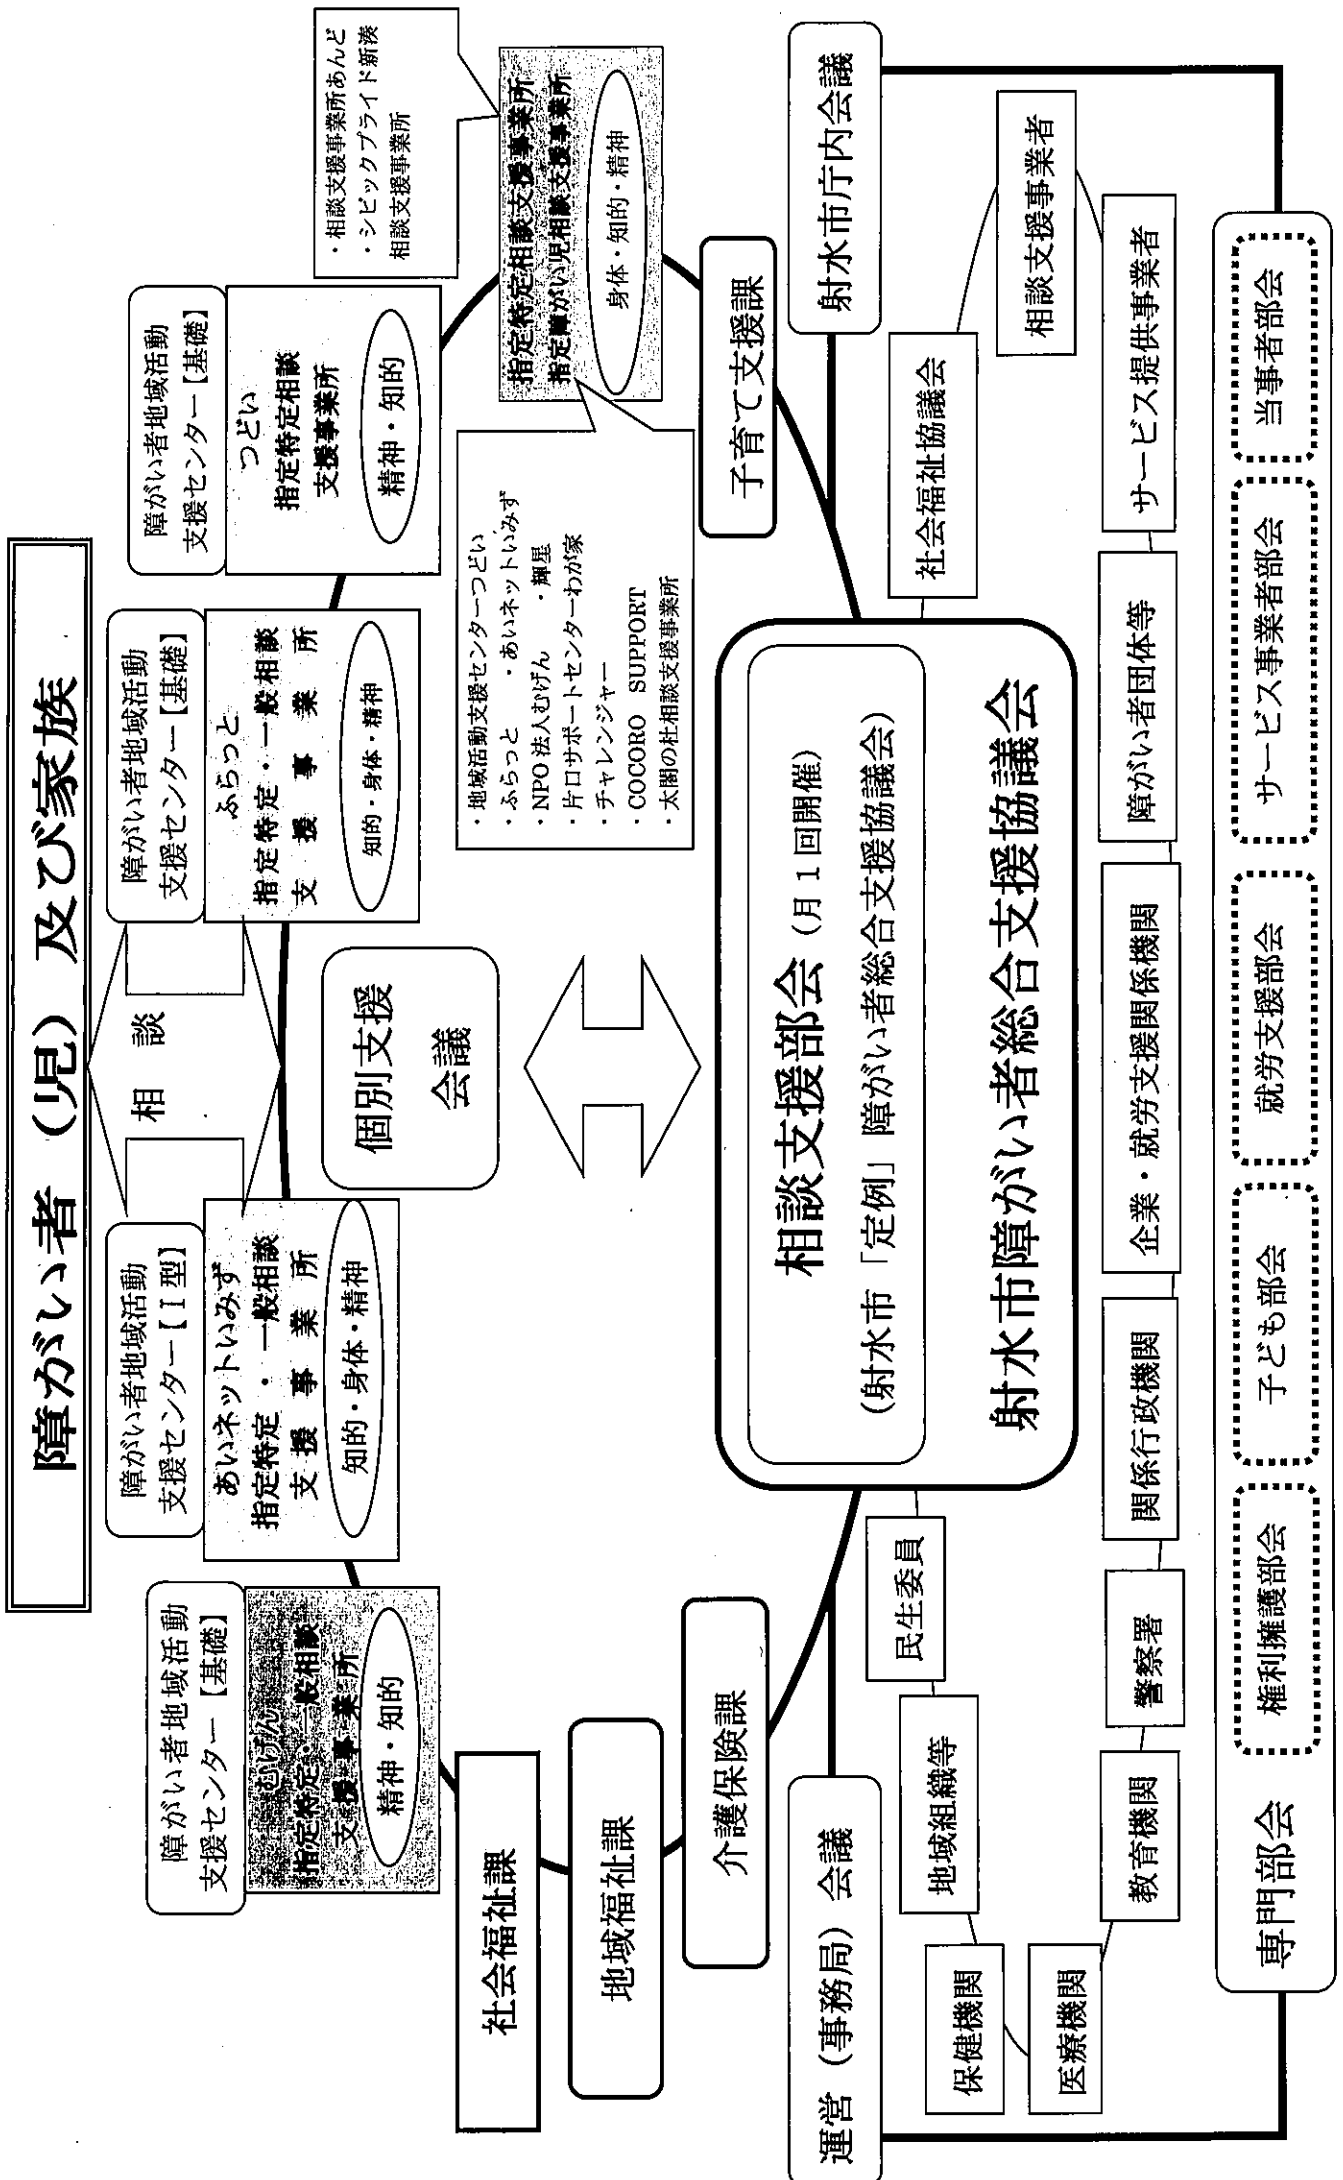 障がい者（児）及び家族
相　談
障がい者地域活動
支援センター【基礎】
むげん
指定特定・一般相談
支援事業所
精神・知的
障がい者地域活動
支援センター【Ⅰ型】
あいネットいみず
指定特定・一般相談
支援事業所
知的・身体・精神
障がい者地域活動
支援センター【基礎】
ふらっと
指定特定・一般相談
支援事業所
知的・身体・精神
障がい者地域活動
支援センター【基礎】
つどい
指定特定相談
支援事業所
精神・知的
・相談支援事業所あんど
・シビックプライド新湊
相談支援事業所
指定特定相談支援事業所
指定障がい児相談支援事業所
身体・知的・精神
・地域活動支援センターつどい
・ふらっと　・あいネットいみず
・NPO法人むげん　・輝星
・片口サポートセンターわが家
・チャレンジャー
・COCORO SUPPORT
・太閤の杜相談支援事業所
個別支援
会議
社会福祉課
地域福祉課
介護保険課
子育て支援課
相談支援部会（月１回開催）
（射水市「定例」障がい者総合支援協議会）
射水市障がい者総合支援協議会
運営（事務局）会議
射水市庁内会議
民生委員
地域組織等
保健機関
医療機関
教育機関
警察署
関係行政機関
企業・就労支援関係機関
障がい者団体等
サービス提供事業者
相談支援事業者
社会福祉協議会
専門部会
権利擁護部会
子ども部会
就労支援部会
サービス事業者部会
当事者部会